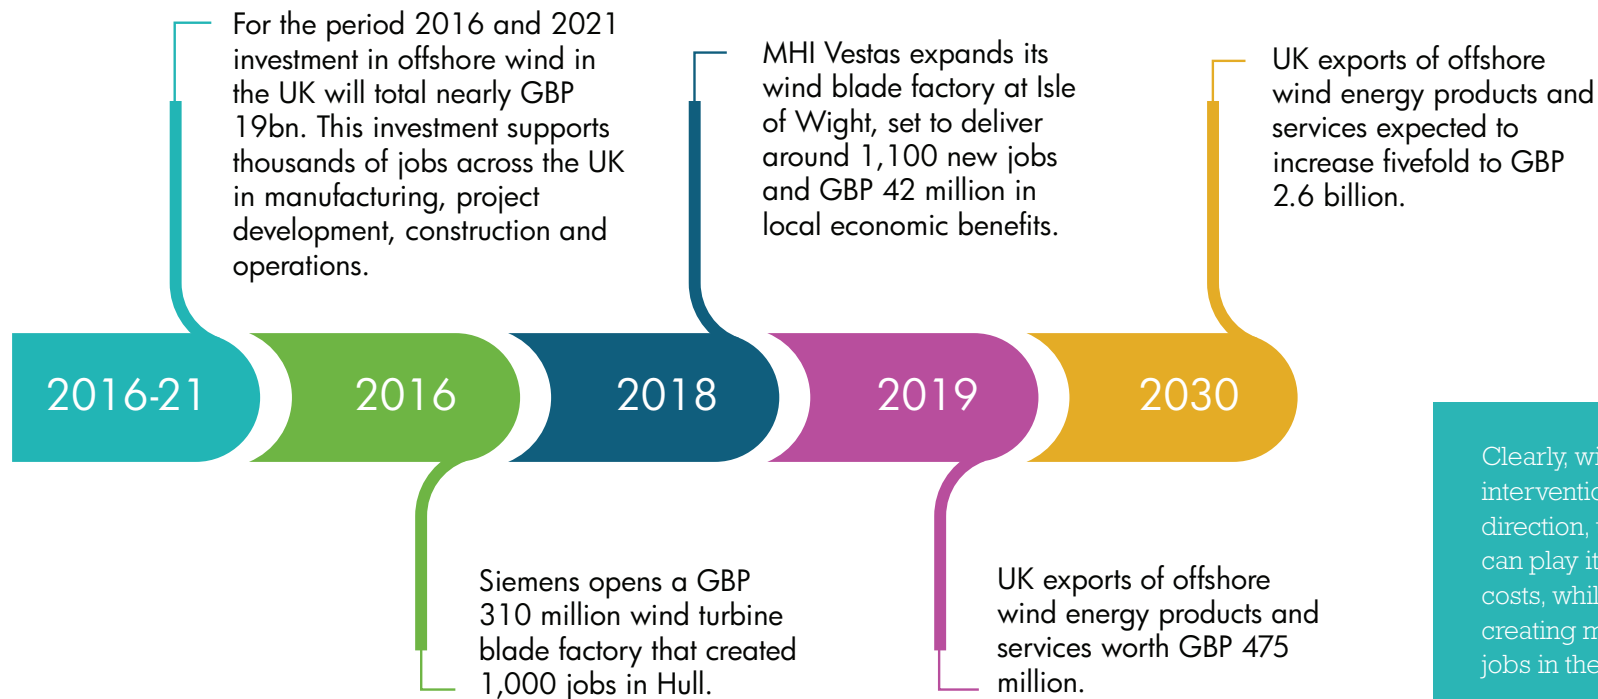 For the period 2016 and 2021
investment in offshore wind in
the UK will total nearly GBP
19bn. This investment supports
thousands of jobs across the UK
in manufacturing, project
development, construction and
operations.
MHI Vestas expands its
wind blade factory at Isle
of Wight, set to deliver
around 1,100 new jobs
and GBP 42 million in
local economic benefits.
UK exports of offshore
wind energy products and
services expected to
increase fivefold to GBP
2.6 billion.
2016-21
2016
2018
2019
2030
Siemens opens a GBP
310 million wind turbine
blade factory that created
1,000 jobs in Hull.
UK exports of offshore
wind energy products and
services worth GBP 475
million.
Clearly,
direction,
can play
costs,
creating
jobs in